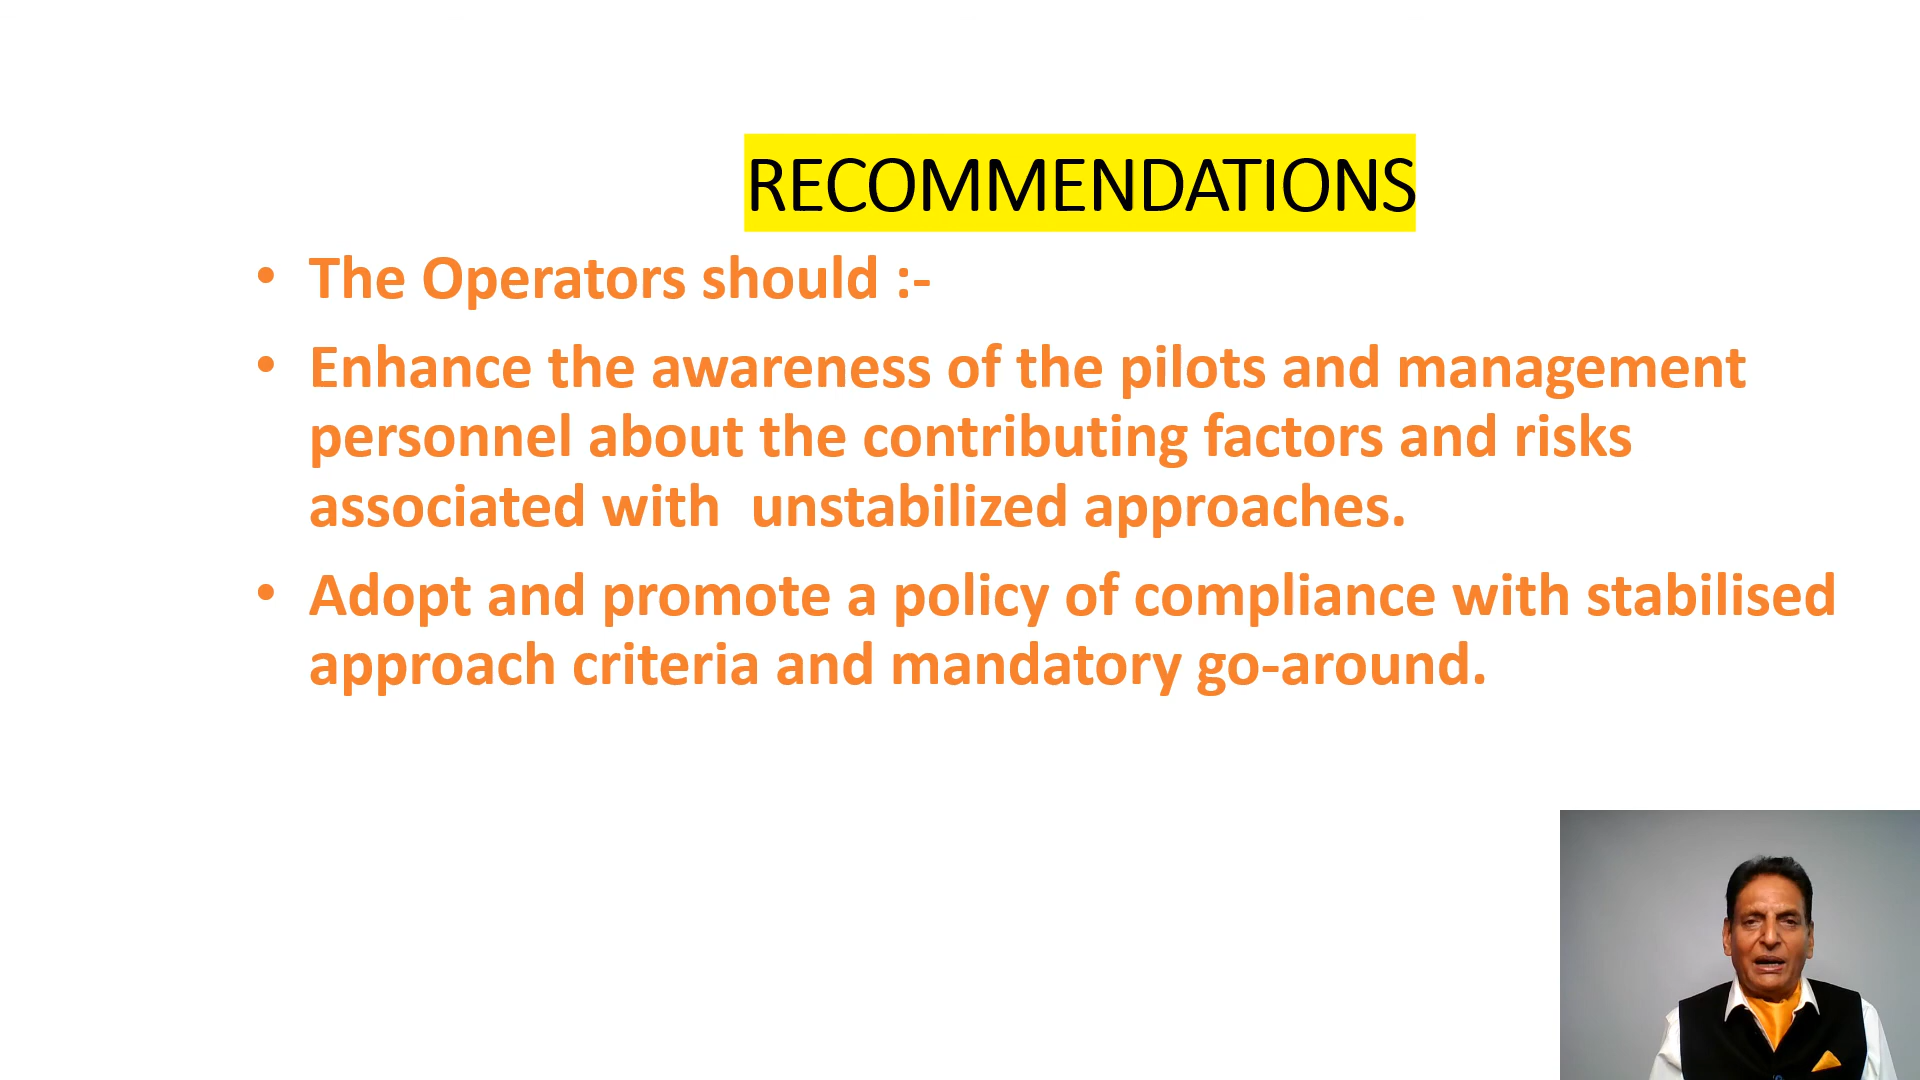 RECOMMENDATIONS
• The Operators should :-
• Enhance the awareness of the pilots and management
personnel about the contributing factors and risks
associated with  unstabilized approaches.
• Adopt and promote a policy of compliance with stabilised
approach criteria and mandatory go-around.